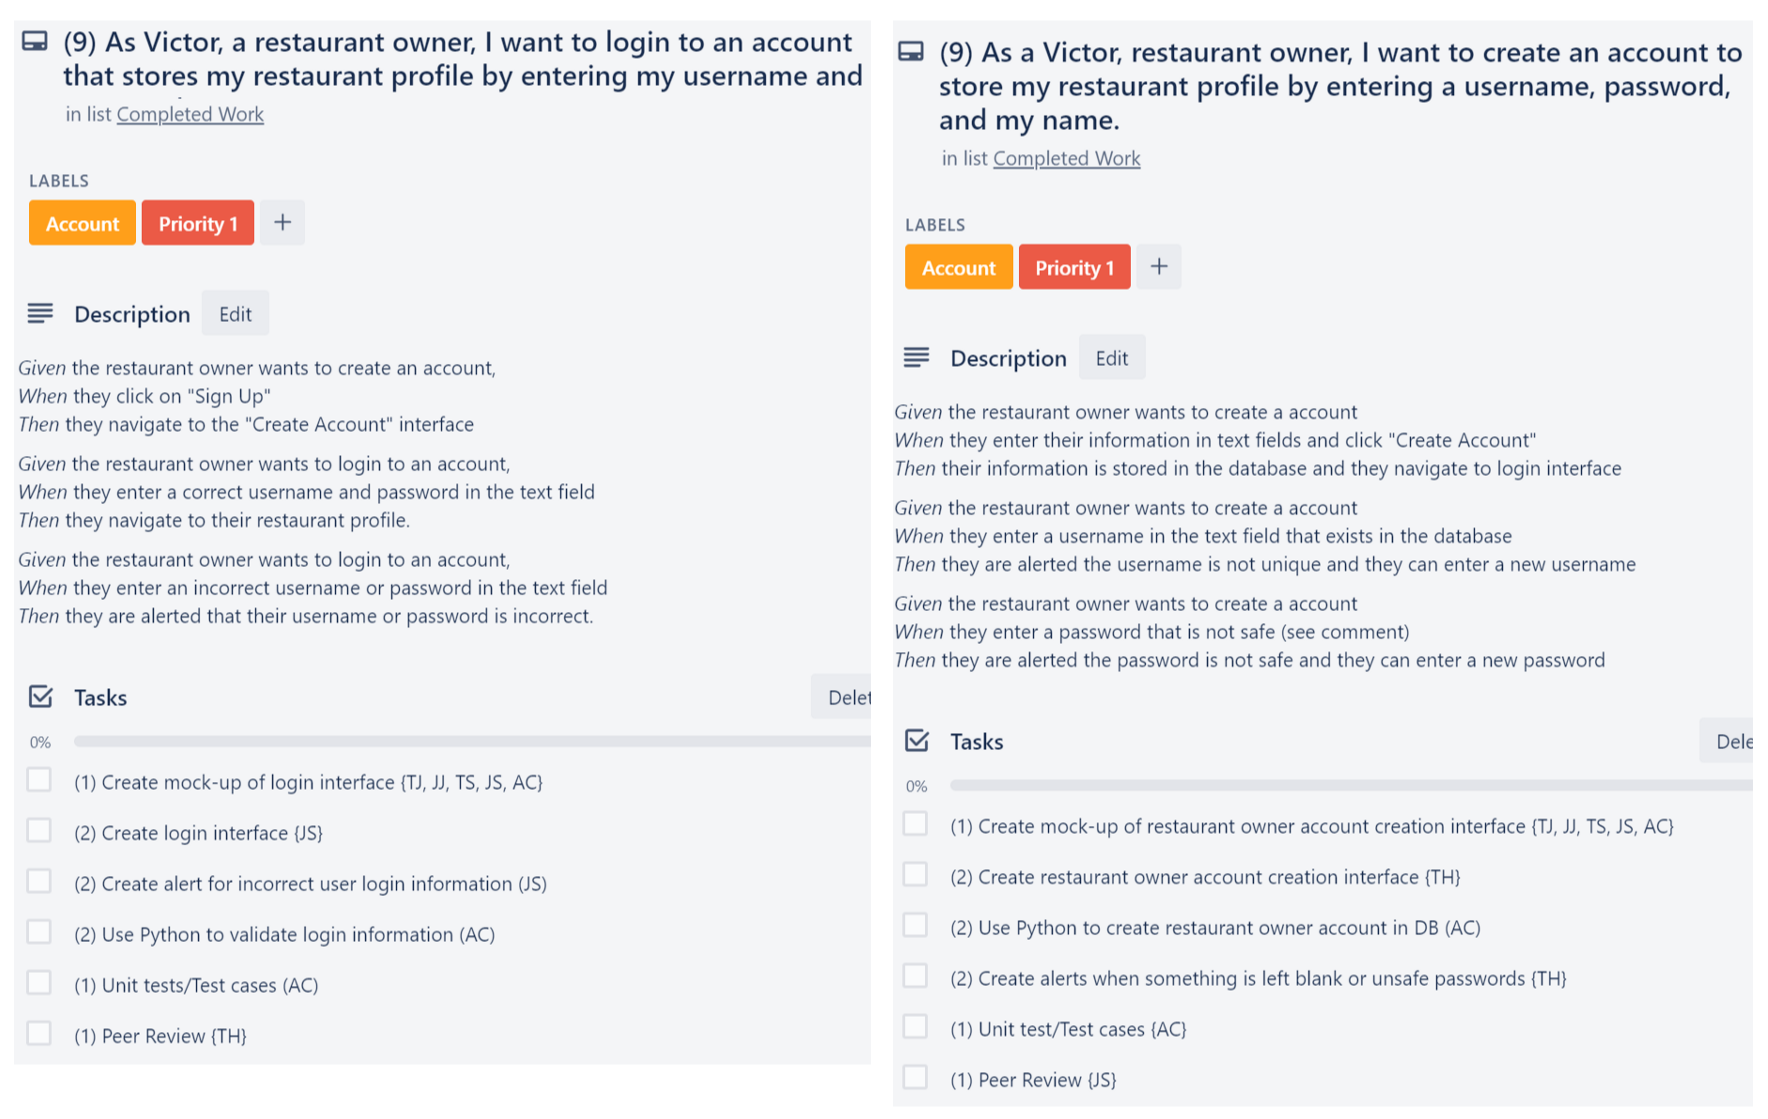 (9) As Victor, a restaurant owner, I want to login to an account
that stores my restaurant profile by entering my username and
in list Completed Work
LABELS
Account Priority 1 +
Description Edit
Given the restaurant owner wants to create an account,
When they click on "Sign Up"
Then they navigate to the "Create Account" interface
Given the restaurant owner wants to login to an account,
When they enter a correct username and password in the text field
Then they navigate to their restaurant profile.
Given the restaurant owner wants to login to an account,
When they enter an incorrect username or password in the text field
Then they are alerted that their username or password is incorrect.
Tasks Delet
0%
(1) Create mock-up of login interface {TJ, JJ, TS, JS, AC}
(2) Create login interface {JS}
(2) Create alert for incorrect user login information (JS)
(2) Use Python to validate login information (AC)
(1) Unit tests/Test cases (AC)
(1) Peer Review {TH}
(9) As a Victor, restaurant owner, I want to create an account to
store my restaurant profile by entering a username, password,
and my name.
in list Completed Work
LABELS
Account Priority 1 +
Description Edit
Given the restaurant owner wants to create a account
When they enter their information in text fields and click "Create Account"
Then their information is stored in the database and they navigate to login interface
Given the restaurant owner wants to create a account
When they enter a username in the text field that exists in the database
Then they are alerted the username is not unique and they can enter a new username
Given the restaurant owner wants to create a account
When they enter a password that is not safe (see comment)
Then they are alerted the password is not safe and they can enter a new password
Tasks Dele
0%
(1) Create mock-up of restaurant owner account creation interface {TJ, JJ, TS, JS, AC}
(2) Create restaurant owner account creation interface {TH}
(2) Use Python to create restaurant owner account in DB (AC)
(2) Create alerts when something is left blank or unsafe passwords {TH}
(1) Unit test/Test cases {AC}
(1) Peer Review {JS}